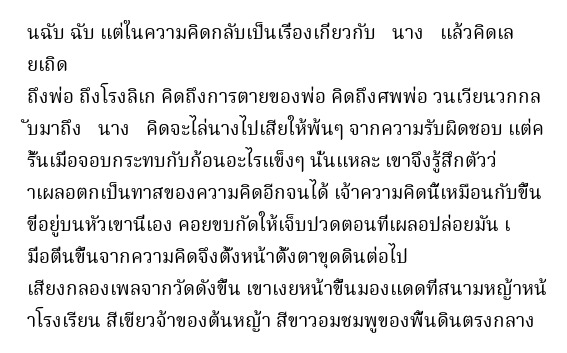 นฉับ ฉับ แต่ในความคิดกลับเป็นเรื่องเกี่ยวกับ   นาง   แล้วคิดเล
ยเถิด
ถึงพ่อ ถึงโรงลิเก คิดถึงการตายของพ่อ คิดถึงศพพ่อ วนเวียนวกกล
ับมาถึง   นาง   คิดจะไล่นางไปเสียให้พ้นๆ จากความรับผิดชอบ แต่ค
รั้นเมื่อจอบกระทบกับก้อนอะไรแข็งๆ นั่นแหละ เขาจึงรู้สึกตัวว่
าเผลอตกเป็นทาสของความคิดอีกจนได้ เจ้าความคิดนี้เหมือนกับขึ้น
ขี่อยู่บนหัวเขานี่เอง คอยขบกัดให้เจ็บปวดตอนที่เผลอปล่อยมัน เ
มื่อตื่นขึ้นจากความคิดจึงตั้งหน้าตั้งตาขุดดินต่อไป
เสียงกลองเพลจากวัดดังขึ้น เขาเงยหน้าขึ้นมองแดดที่สนามหญ้าหน้
าโรงเรียน สีเขียวจ้าของต้นหญ้า สีขาวอมชมพูของพื้นดินตรงกลาง